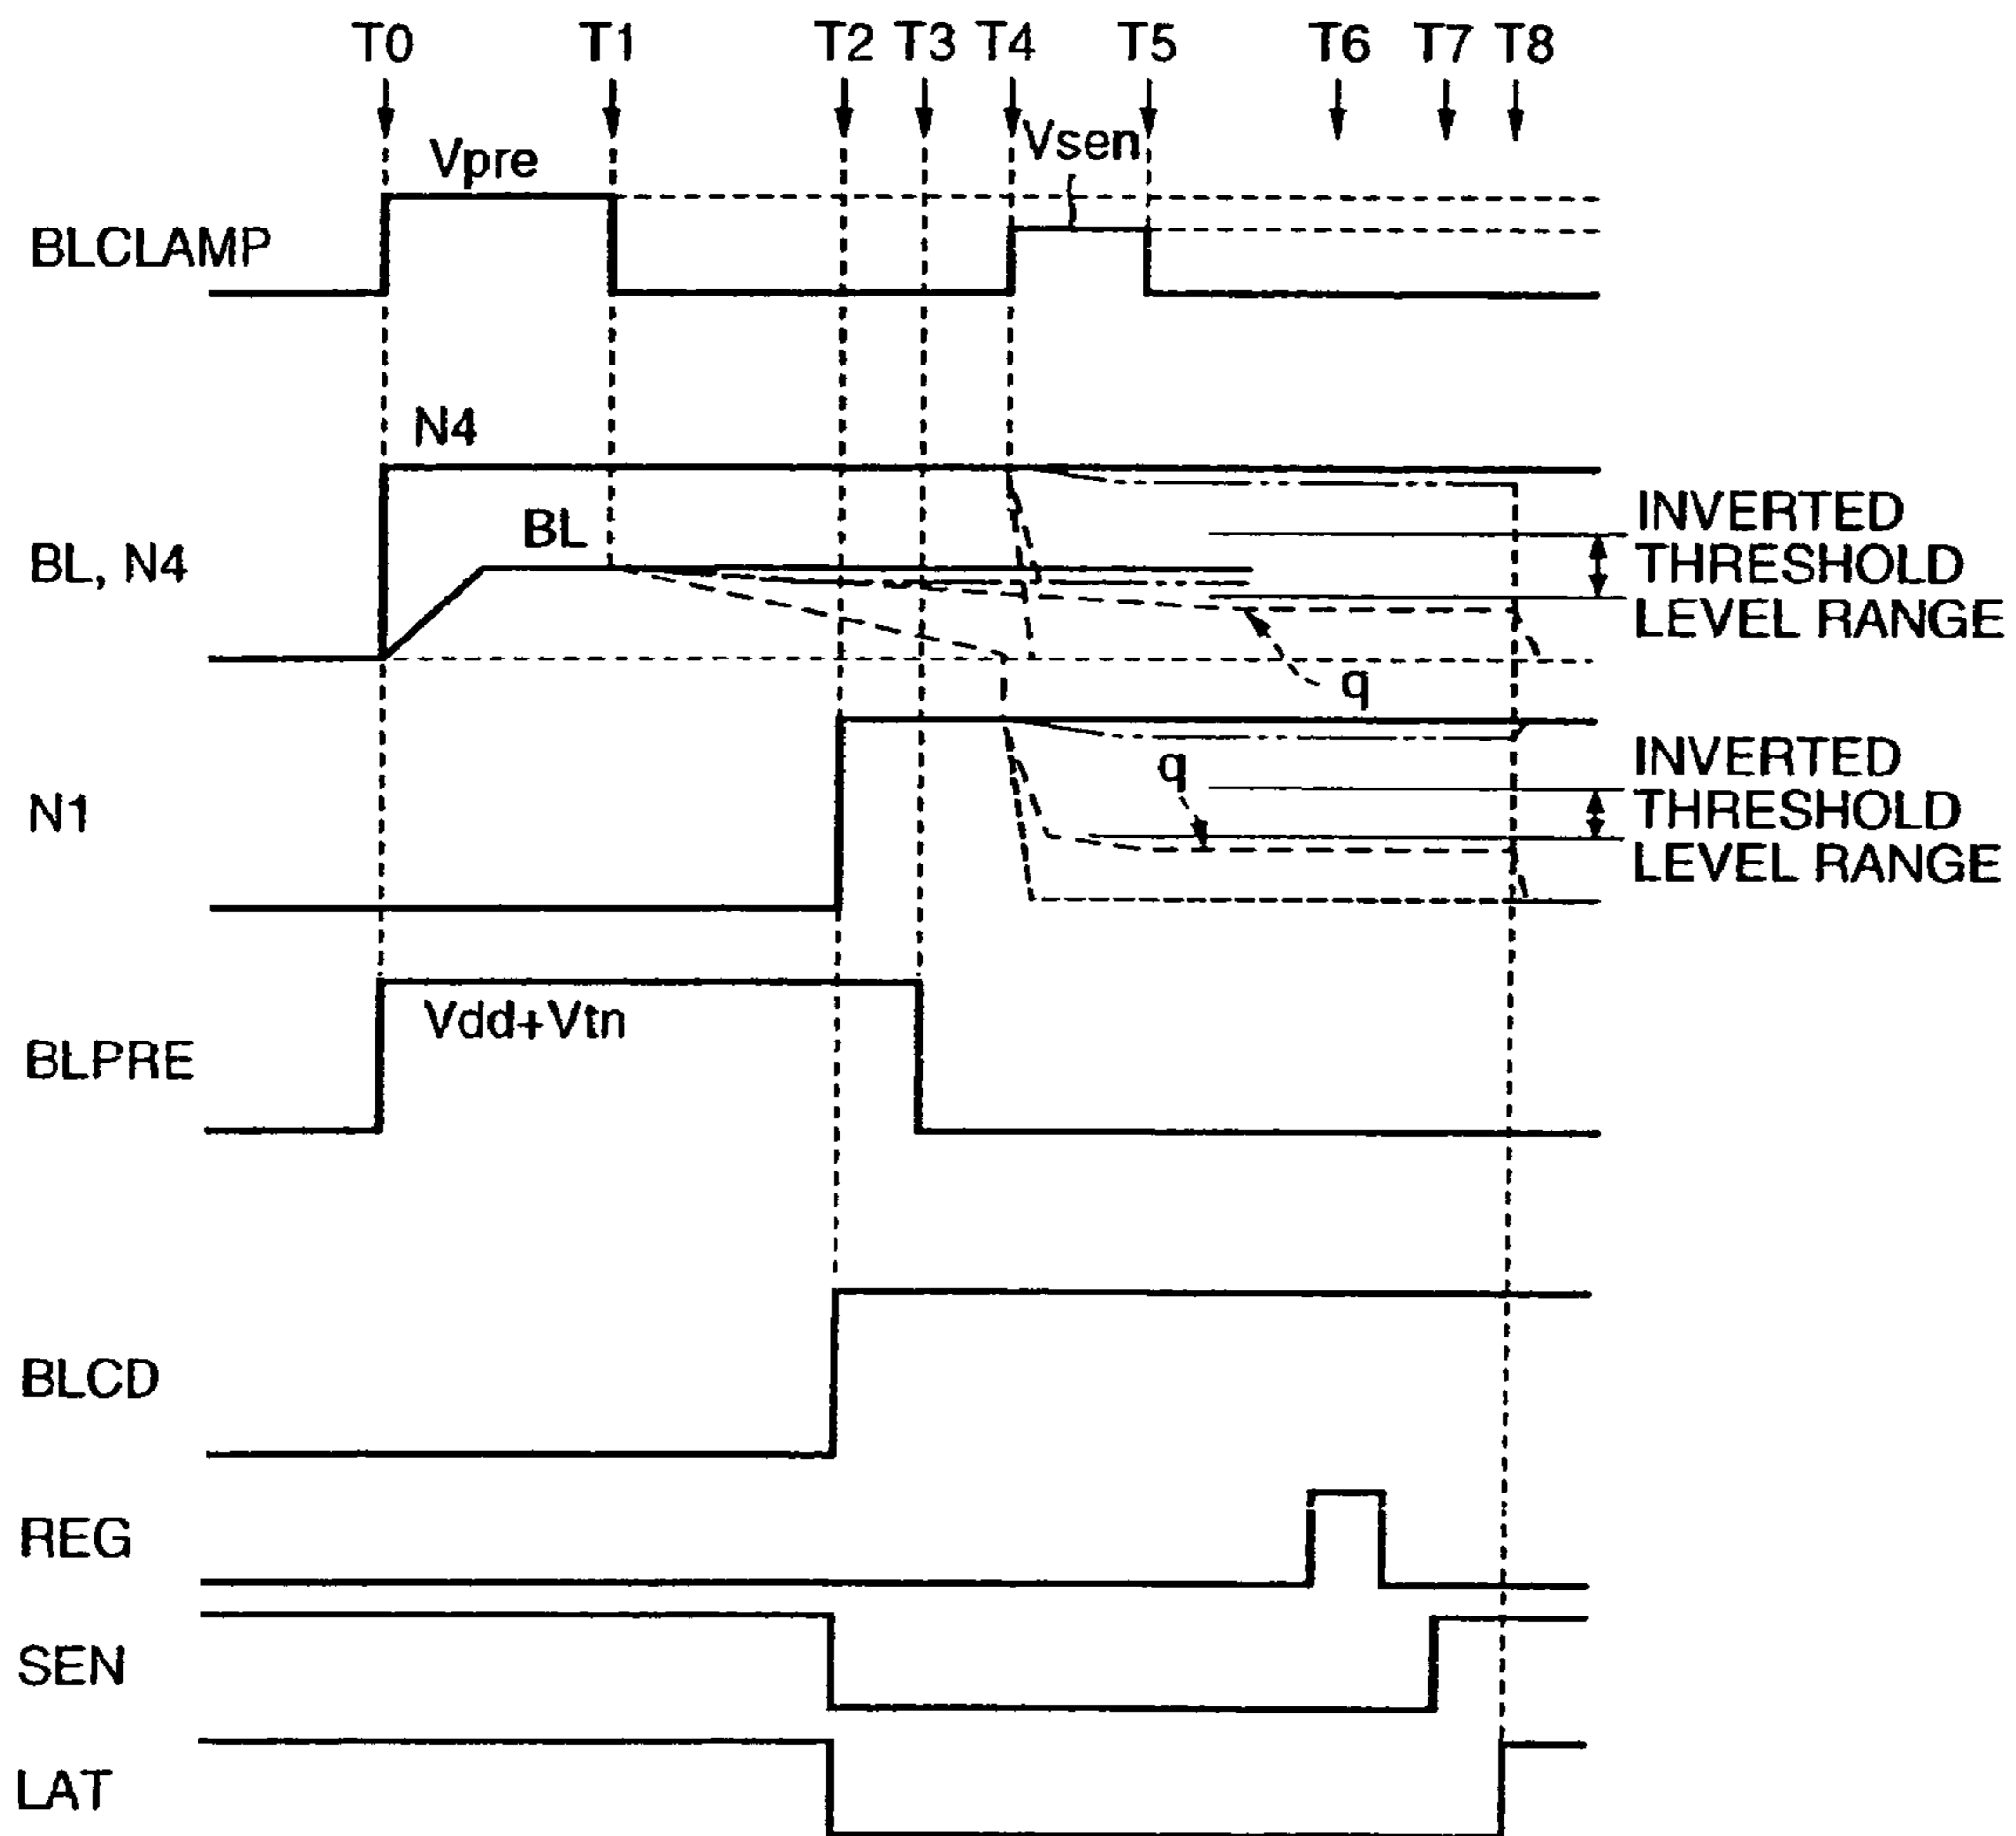 T0 T1 T2 T3 T4 T5 T6 T7 T8
Vpre
Vsen
BLCLAMP
N4
BL
BL, N4
INVERTED
THRESHOLD
LEVEL RANGE
q
N1
q
INVERTED
THRESHOLD
LEVEL RANGE
Vdd+Vtn
BLPRE
BLCD
REG
SEN
LAT